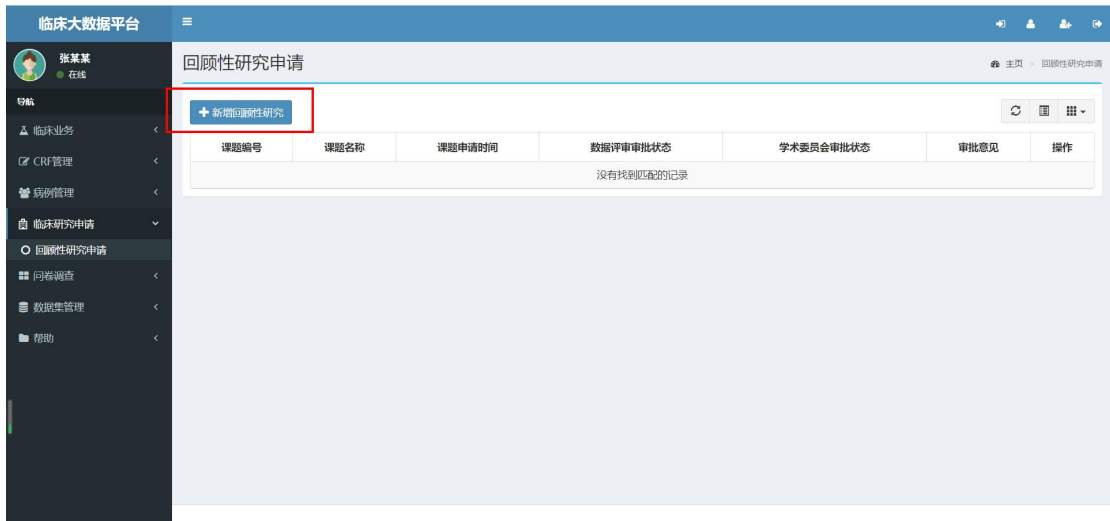 临床大数据平台
张某某
在线
回顾性研究申请
主页 > 回顾性研究申请
导航
新增回顾性研究
临床业务
CRF管理
病例管理
临床研究申请
回顾性研究申请
问卷调查
数据集管理
帮助
课题编号 课题名称 课题申请时间 数据评审审批状态 学术委员会审批状态 审批意见 操作
没有找到匹配的记录